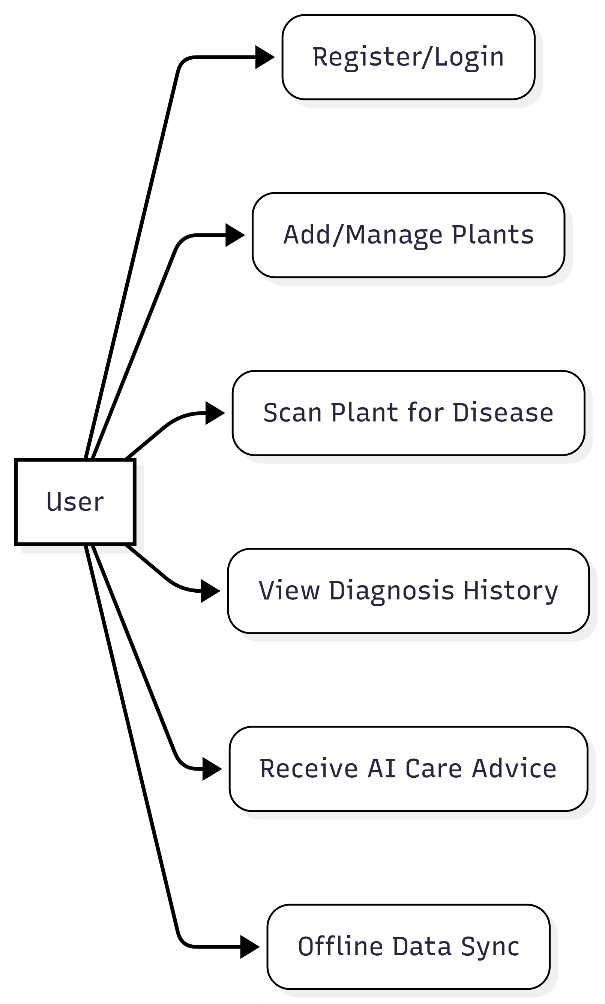 Register/Login
Add/Manage Plants
Scan Plant for Disease
User
View Diagnosis History
Receive AI Care Advice
Offline Data Sync